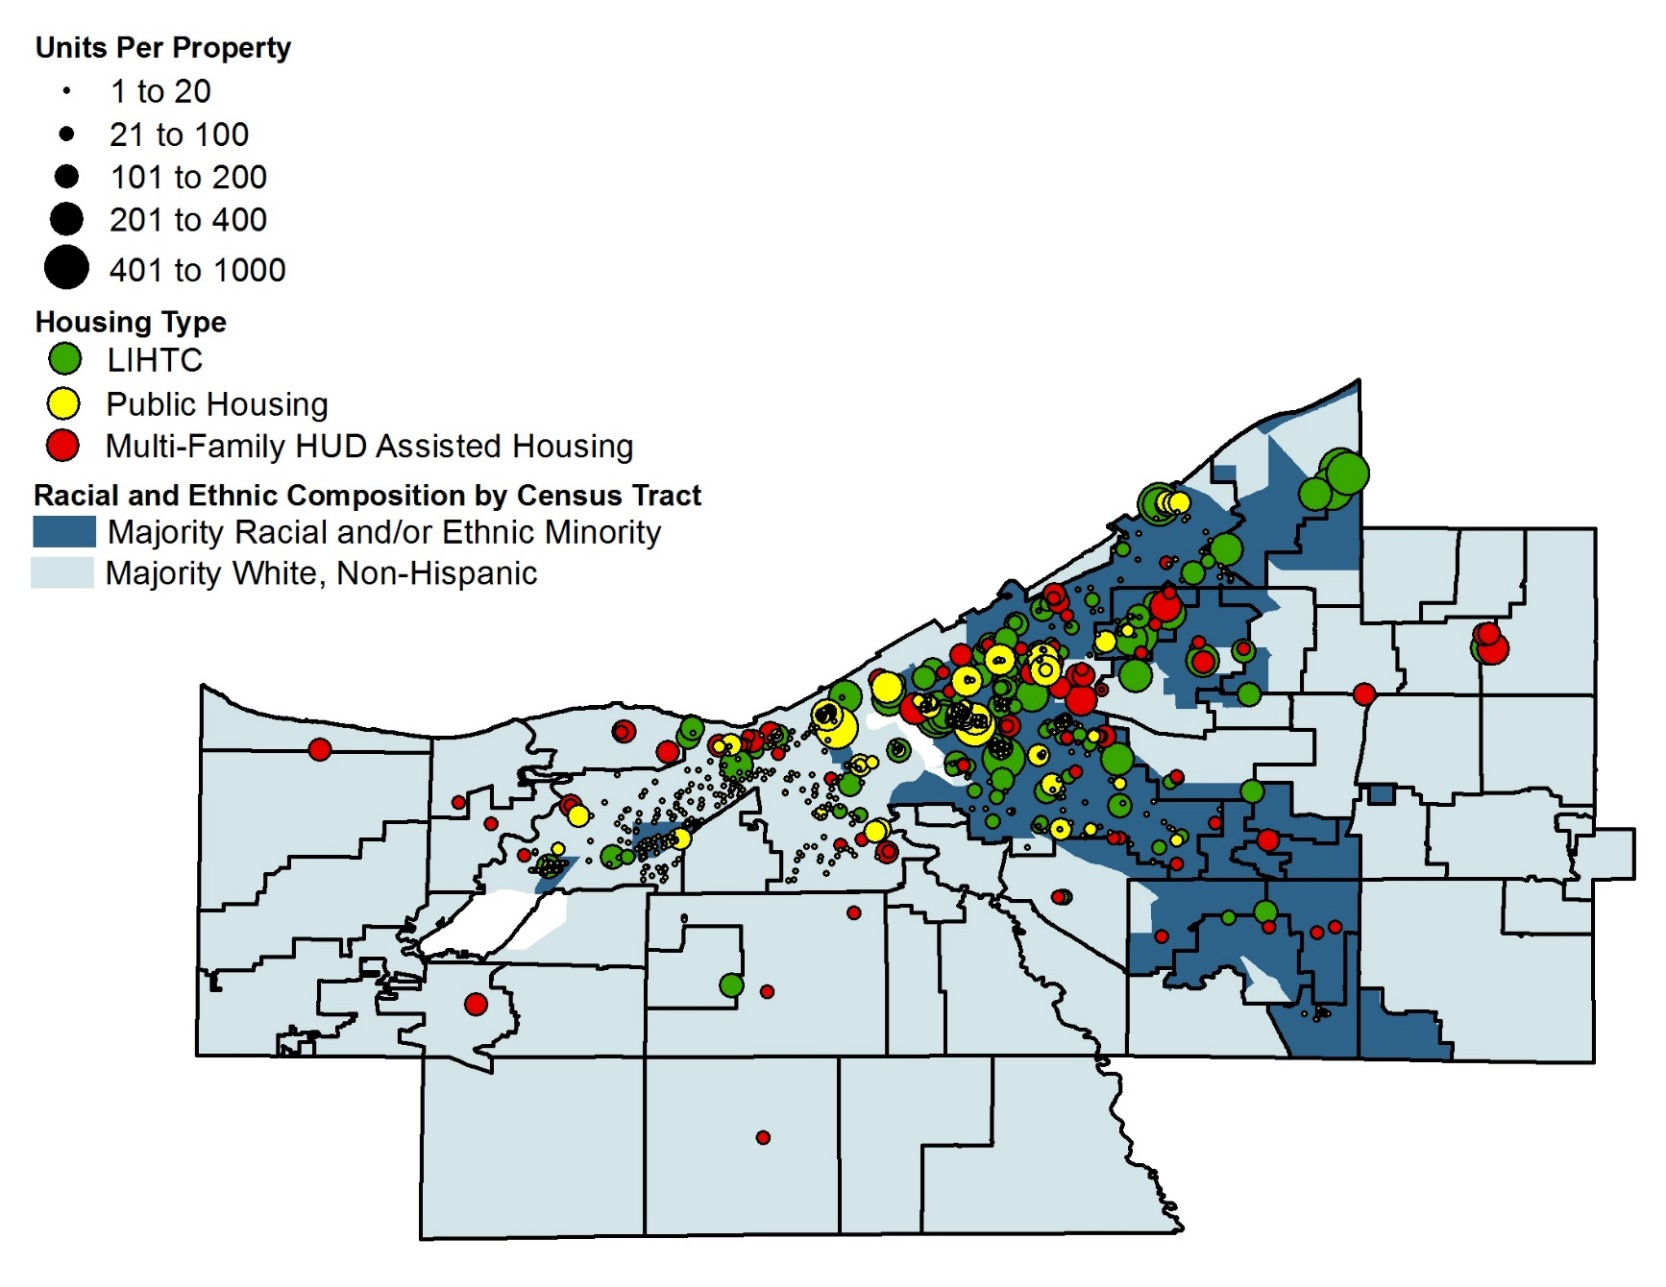 Units Per Property
1 to 20
21 to 100
101 to 200
201 to 400
401 to 1000
Housing Type
LIHTC
Public Housing
Multi-Family HUD Assisted Housing
Racial and Ethnic Composition by Census Tract
Majority Racial and/or Ethnic Minority
Majority White, Non-Hispanic